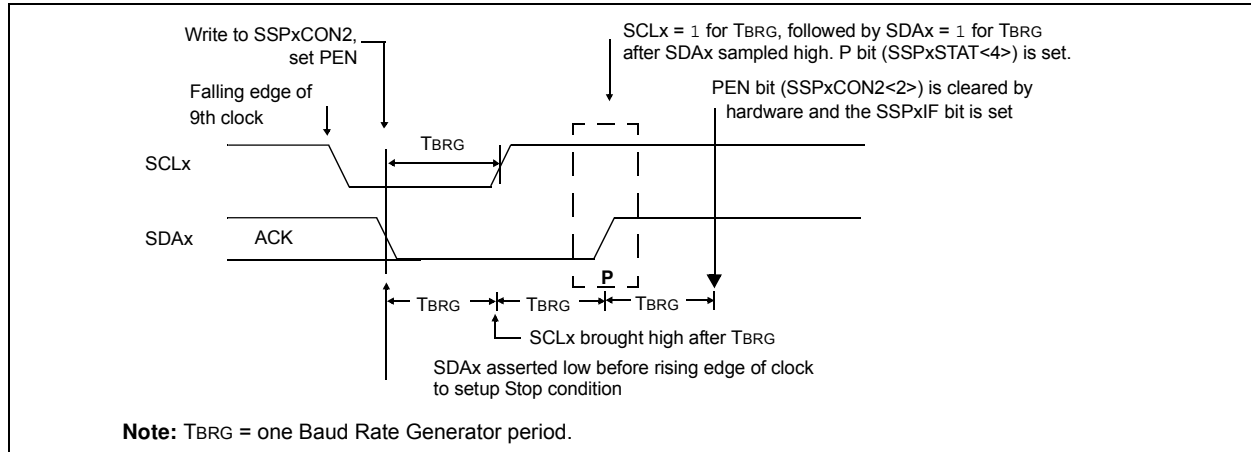 Write to SSPxCON2,
set PEN
SCLx = 1 for TBRG, followed by SDAx = 1 for TBRG
after SDAx sampled high. P bit (SSPxSTAT<4>) is set.
Falling edge of
9th clock
PEN bit (SSPxCON2<2>) is cleared by
hardware and the SSPxIF bit is set
TBRG
SCLx
SDAx
ACK
P
TBRG
TBRG
TBRG
SCLx brought high after TBRG
SDAx asserted low before rising edge of clock
to setup Stop condition
Note: TBRG = one Baud Rate Generator period.